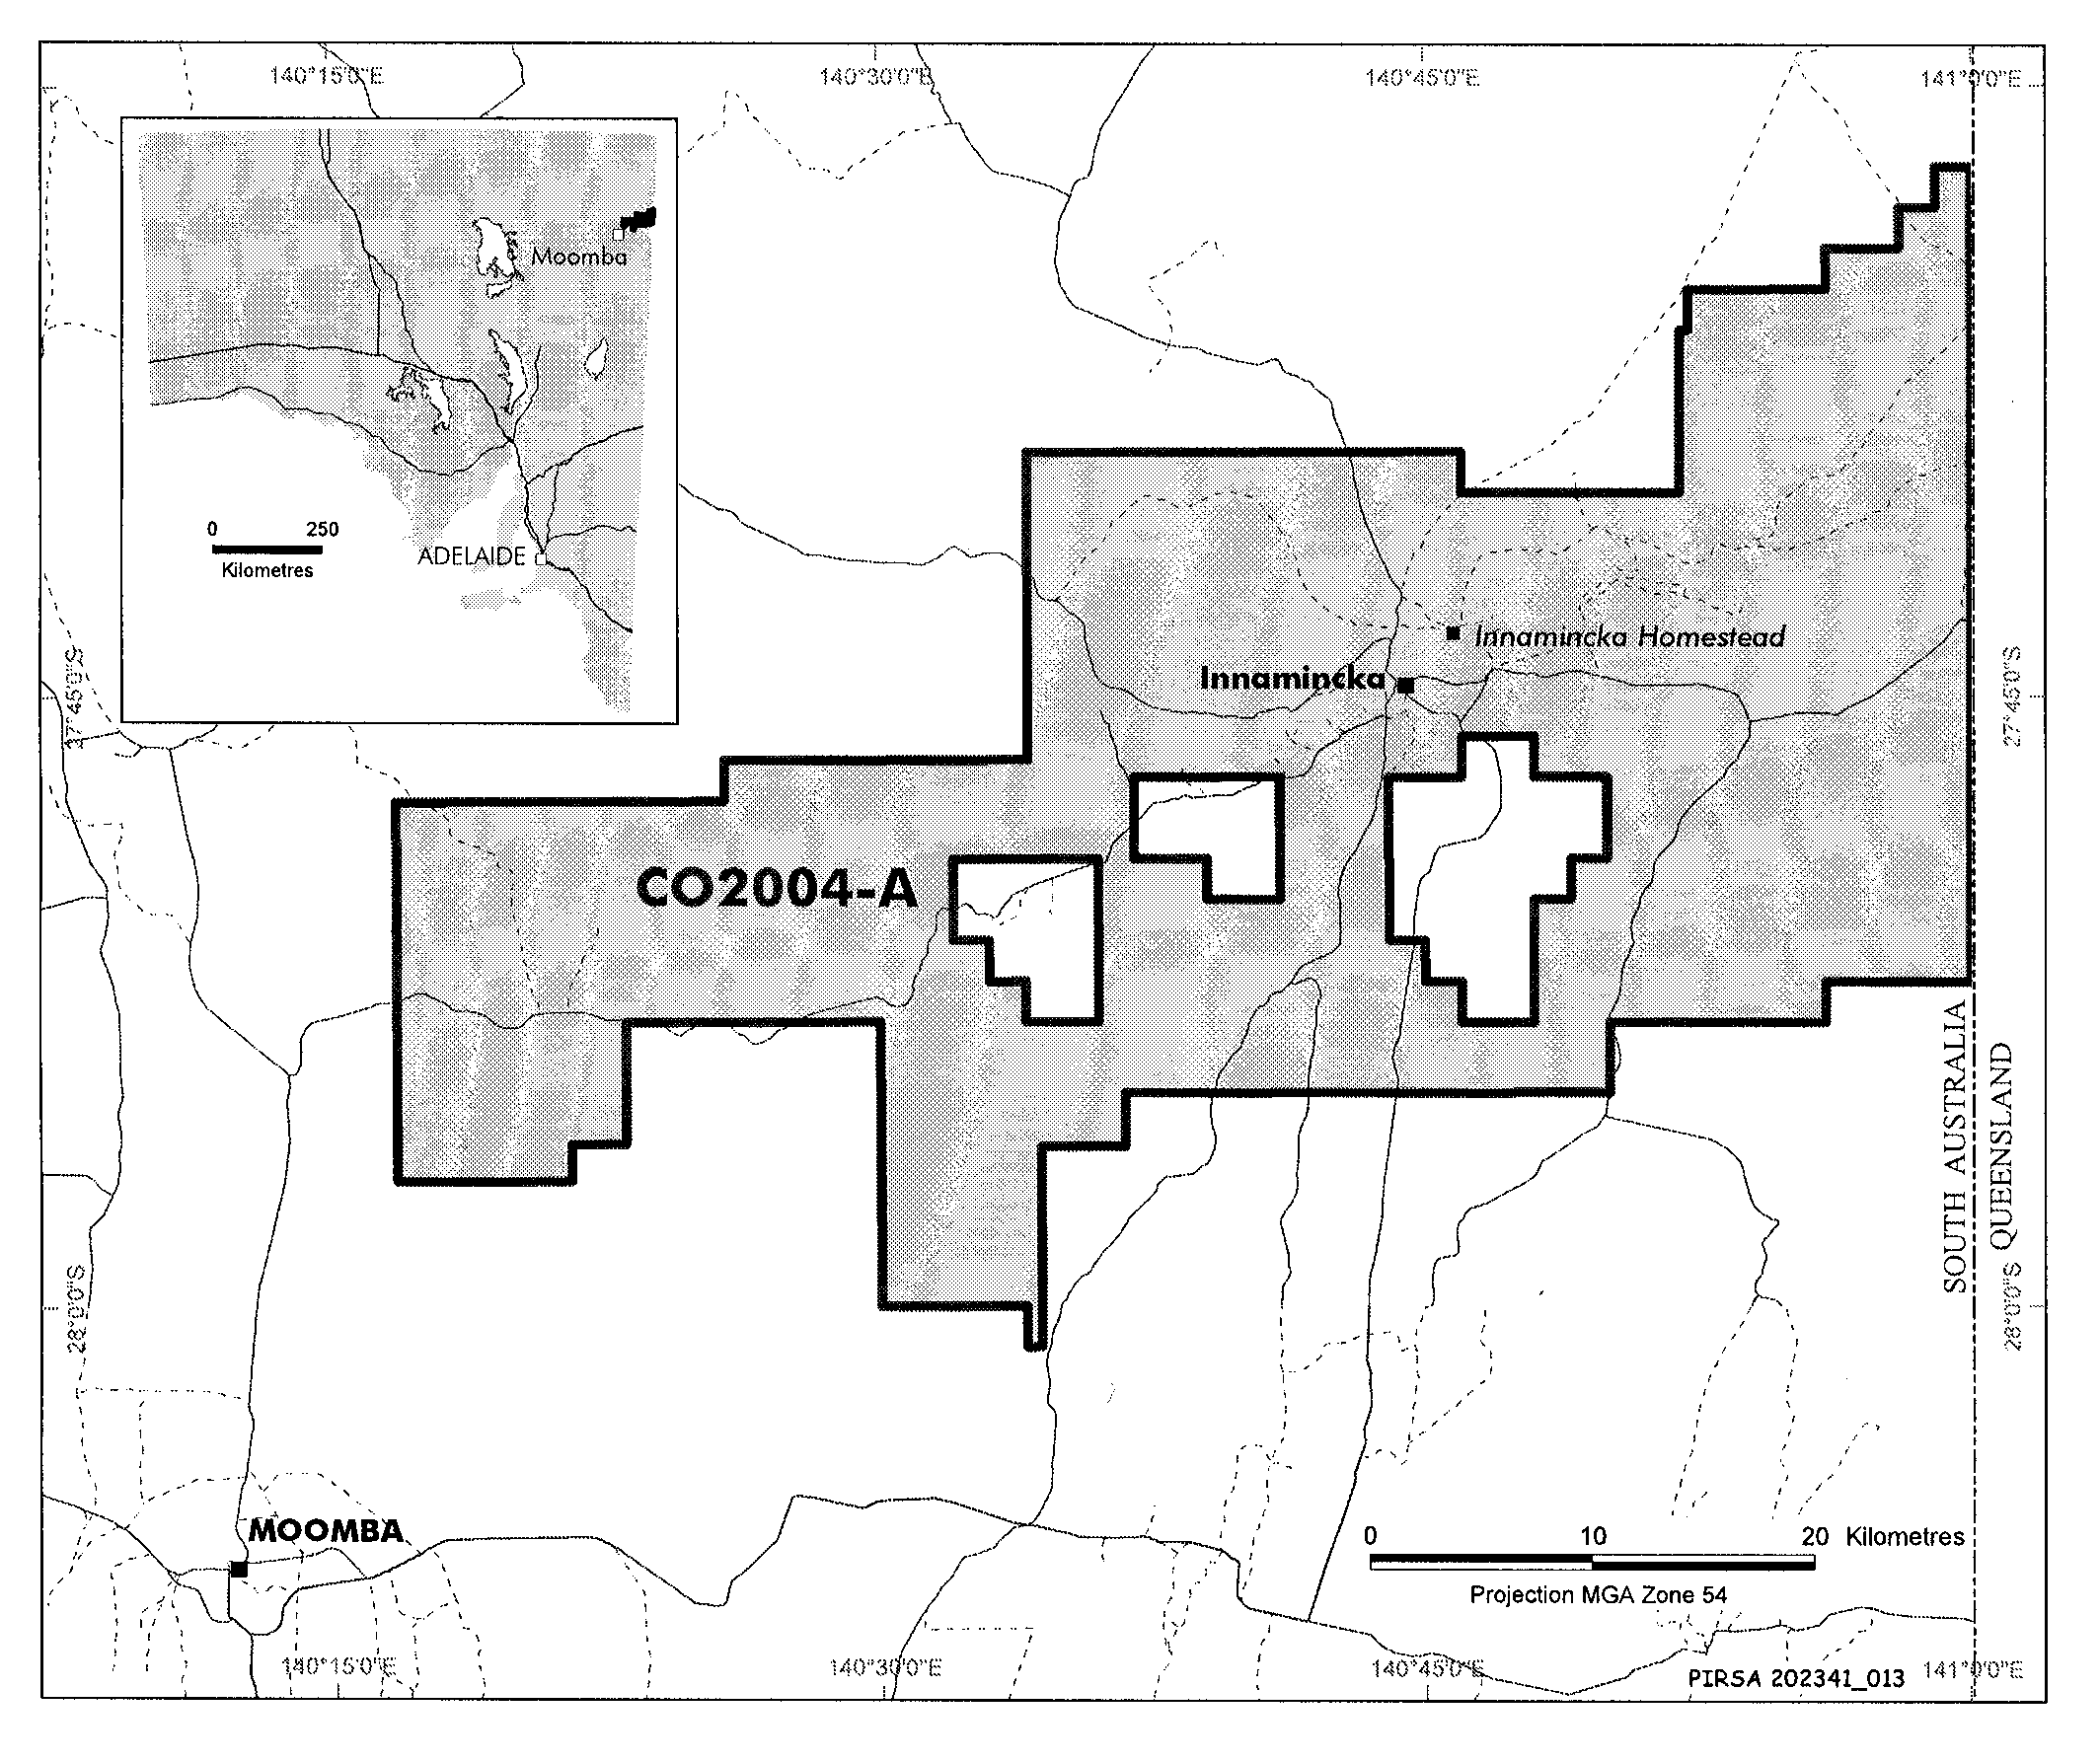 140°15'0"E
140°30'0"E
140°45'0"E
141°0'0"E
Moomba
0 250
Kilometres
ADELAIDE
27°45'0"S
27°45'0"S
Innamincka Homestead
Innamincka
CO2004-A
SOUTH AUSTRALIA
QUEENSLAND
28°0'0"S
28°0'0"S
MOOMBA
0 10 20 Kilometres
Projection MGA Zone 54
140°15'0"E
140°30'0"E
140°45'0"E
PIRSA 202341_013
141°0'0"E